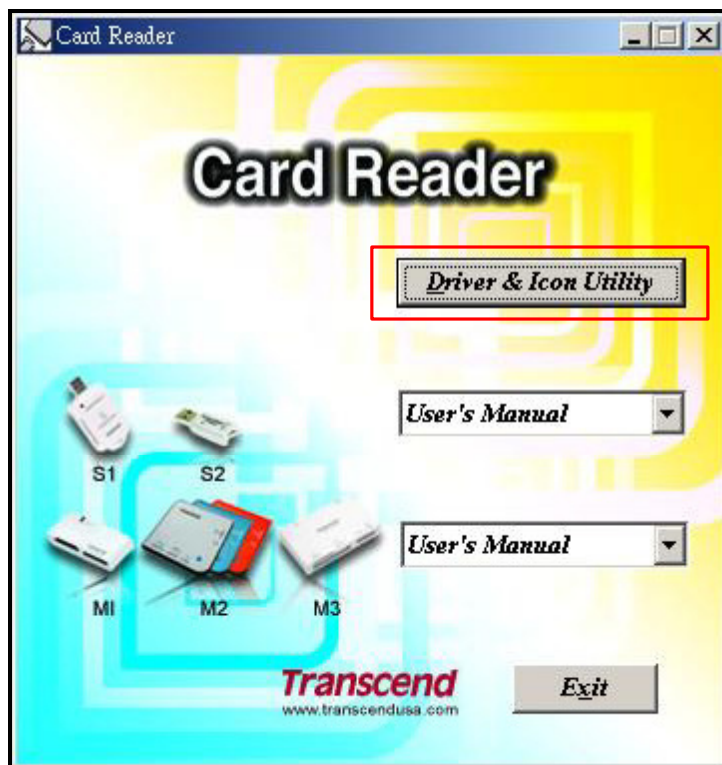 Card Reader
Card Reader
Driver & Icon Utility
User's Manual
S1
S2
User's Manual
MI
M2
M3
Transcend
www.transcendusa.com
Exit